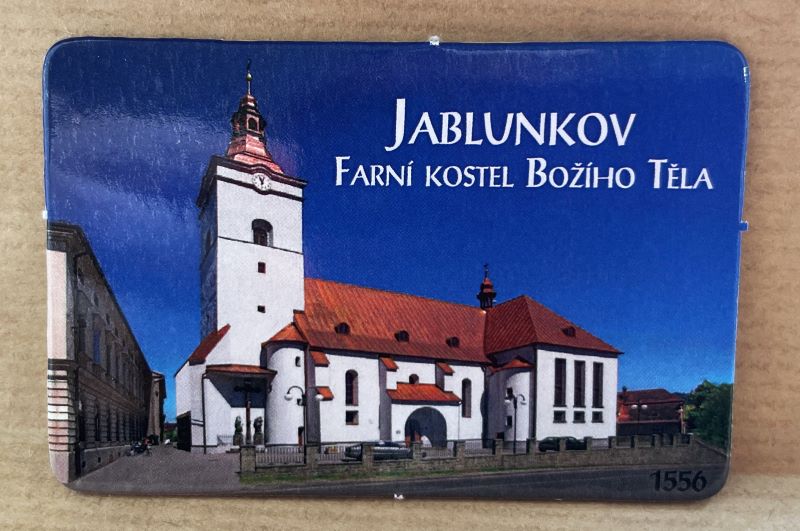 JABLUNKOV
FARNÍ KOSTEL BOŽÍHO TĚLA
1556